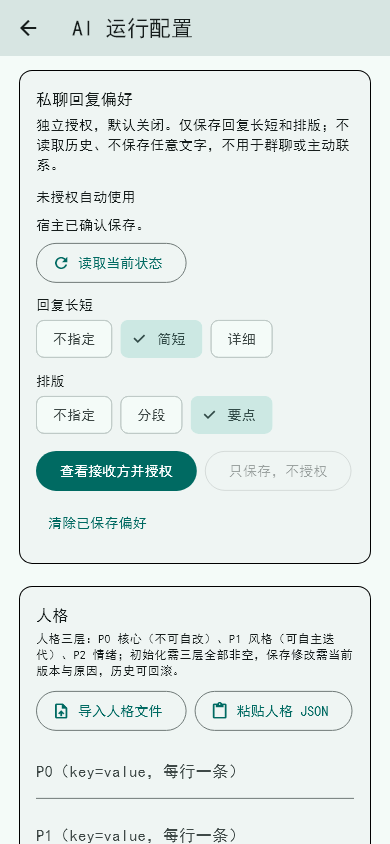 AI 运行配置
私聊回复偏好
独立授权，默认关闭。仅保存回复长短和排版；不
读取历史、不保存任意文字，不用于群聊或主动联
系。
未授权自动使用
宿主已确认保存。
读取当前状态
回复长短
不指定 简短 详细
排版
不指定 分段 要点
查看接收方并授权 只保存，不授权
清除已保存偏好
人格
人格三层：P0 核心（不可自改）、P1 风格（可自主迭
代）、P2 情绪；初始化需三层全部非空，保存修改需当前
版本与原因，历史可回滚。
导入人格文件 粘贴人格 JSON
P0（key=value，每行一条）
P1（key=value，每行一条）